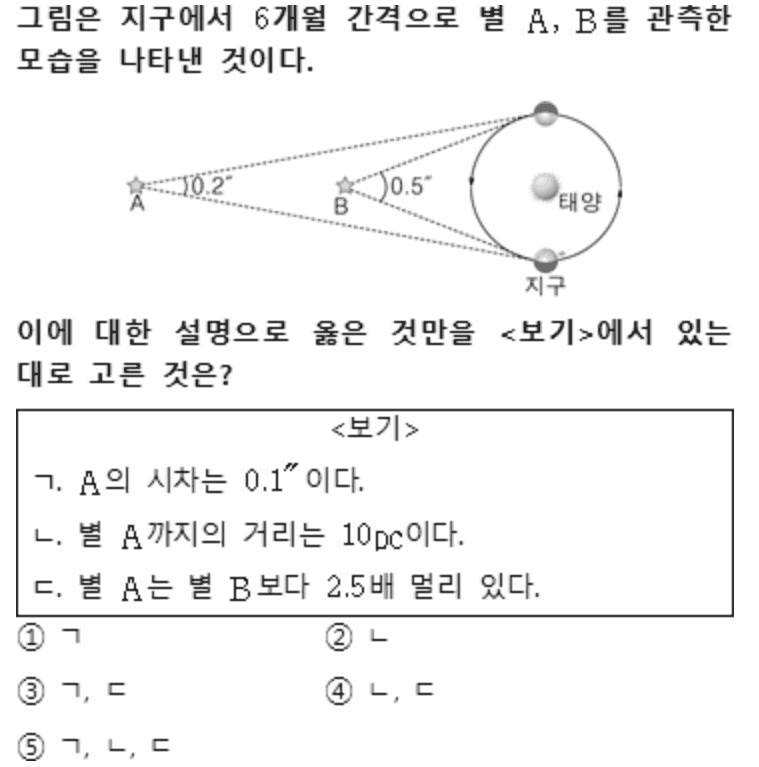 그림은 지구에서 6개월 간격으로 별 A, B를 관측한
모습을 나타낸 것이다.
0.2″
0.5″
A
B
태양
지구
이에 대한 설명으로 옳은 것만을 <보기>에서 있는
대로 고른 것은?
<보기>
ㄱ. A의 시차는 0.1″이다.
ㄴ. 별 A까지의 거리는 10pc이다.
ㄷ. 별 A는 별 B보다 2.5배 멀리 있다.
① ㄱ ② ㄴ
③ ㄱ, ㄷ ④ ㄴ, ㄷ
⑤ ㄱ, ㄴ, ㄷ